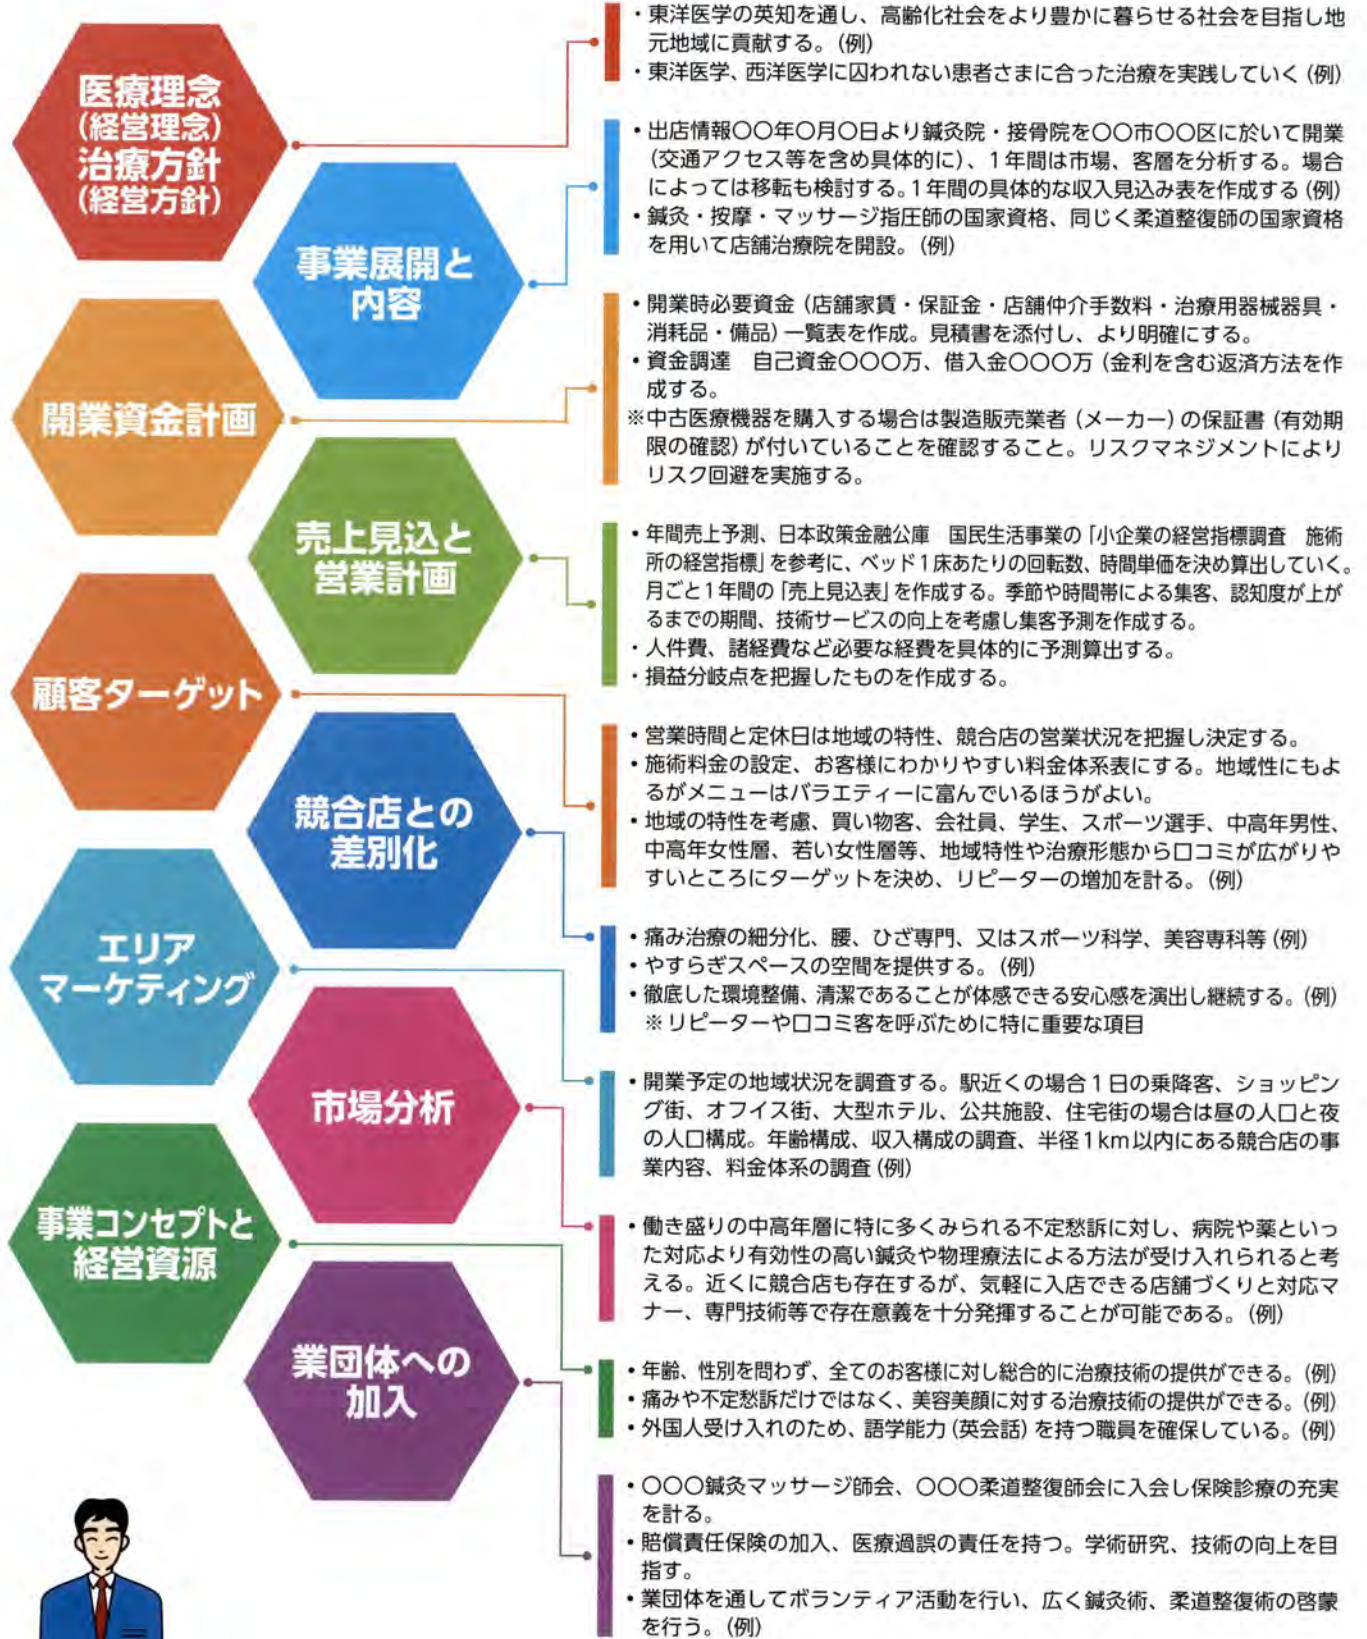 医療理念
(経営理念)
治療方針
(経営方針)
・東洋医学の英知を通し、高齢化社会をより豊かに暮らせる社会を目指し地
元地域に貢献する。(例)
・東洋医学、西洋医学に囚われない患者さまに合った治療を実践していく(例)
事業展開と
内容
・出店情報〇〇年〇月〇日より鍼灸院・接骨院を〇〇市〇〇区に於いて開業
(交通アクセス等を含め具体的に)、1年間は市場、客層を分析する。場合
によっては移転も検討する。1年間の具体的な収入見込み表を作成する(例)
・鍼灸・按摩・マッサージ指圧師の国家資格、同じく柔道整復師の国家資格
を用いて店舗治療院を開設。(例)
開業資金計画
・開業時必要資金(店舗家賃・保証金・店舗仲介手数料・治療用器械器具・
消耗品・備品)一覧表を作成。見積書を添付し、より明確にする。
・資金調達　自己資金〇〇〇万、借入金〇〇〇万(金利を含む返済方法を作
成する。
※中古医療機器を購入する場合は製造販売業者(メーカー)の保証書(有効期
限の確認)が付いていることを確認すること。リスクマネジメントにより
リスク回避を実施する。
売上見込と
営業計画
・年間売上予測、日本政策金融公庫　国民生活事業の「小企業の経営指標調査　施術
所の経営指標」を参考に、ベッド1床あたりの回転数、時間単価を決め算出していく。
月ごと1年間の「売上見込表」を作成する。季節や時間帯による集客、認知度が上が
るまでの期間、技術サービスの向上を考慮し集客予測を作成する。
・人件費、諸経費など必要な経費を具体的に予測算出する。
・損益分岐点を把握したものを作成する。
顧客ターゲット
・営業時間と定休日は地域の特性、競合店の営業状況を把握し決定する。
・施術料金の設定、お客様にわかりやすい料金体系表にする。地域性にもよ
るがメニューはバラエティーに富んでいるほうがよい。
・地域の特性を考慮、買い物客、会社員、学生、スポーツ選手、中高年男性、
中高年女性層、若い女性層等、地域特性や治療形態から口コミが広がりや
すいところにターゲットを決め、リピーターの増加を計る。(例)
競合店との
差別化
・痛み治療の細分化、腰、ひざ専門、又はスポーツ科学、美容専科等(例)
・やすらぎスペースの空間を提供する。(例)
・徹底した環境整備、清潔であることが体感できる安心感を演出し継続する。(例)
※リピーターや口コミ客を呼ぶために特に重要な項目
エリア
マーケティング
・開業予定の地域状況を調査する。駅近くの場合1日の乗降客、ショッピン
グ街、オフイス街、大型ホテル、公共施設、住宅街の場合は昼の人口と夜
の人口構成。年齢構成、収入構成の調査、半径1km以内にある競合店の事
業内容、料金体系の調査(例)
市場分析
・働き盛りの中高年層に特に多くみられる不定愁訴に対し、病院や薬といっ
た対応より有効性の高い鍼灸や物理療法による方法が受け入れられると考
える。近くに競合店も存在するが、気軽に入店できる店舗づくりと対応マ
ナー、専門技術等で存在意義を十分発揮することが可能である。(例)
事業コンセプトと
経営資源
・年齢、性別を問わず、全てのお客様に対し総合的に治療技術の提供ができる。(例)
・痛みや不定愁訴だけではなく、美容美顔に対する治療技術の提供ができる。(例)
・外国人受け入れのため、語学能力(英会話)を持つ職員を確保している。(例)
業団体への
加入
・〇〇〇鍼灸マッサージ師会、〇〇〇柔道整復師会に入会し保険診療の充実
を計る。
・賠償責任保険の加入、医療過誤の責任を持つ。学術研究、技術の向上を目
指す。
・業団体を通してボランティア活動を行い、広く鍼灸術、柔道整復術の啓蒙
を行う。(例)